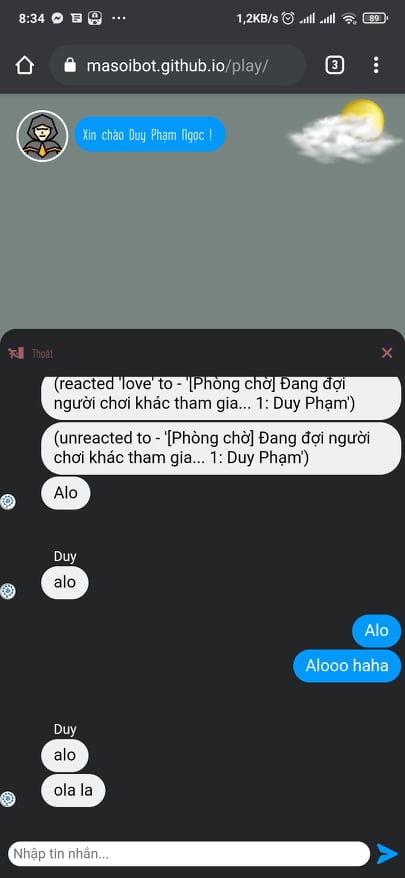 8:34
1,2KB/s
89
masoibot.github.io/play/
3
Xin chào Duy Phạm Ngọc !
Thoát
(reacted 'love' to - '[Phòng chờ] Đang đợi
người chơi khác tham gia... 1: Duy Phạm')
(unreacted to - '[Phòng chờ] Đang đợi người
chơi khác tham gia... 1: Duy Phạm')
Alo
Duy
alo
Alo
Alooo haha
Duy
alo
ola la
Nhập tin nhắn...